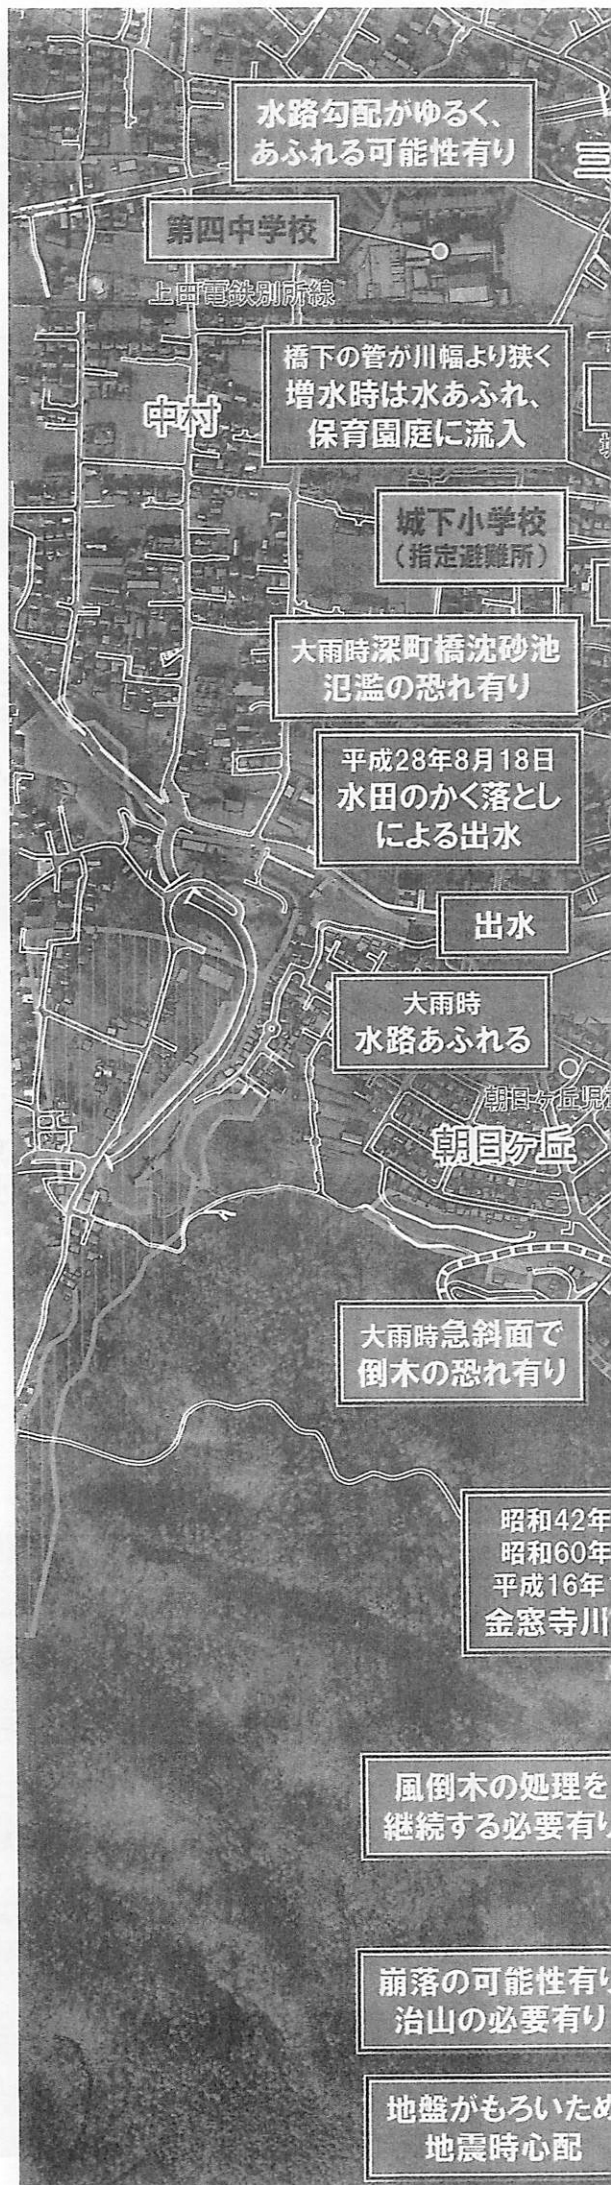 水路勾配がゆるく、
あふれる可能性有り
三
第四中学校
上田電鉄別所線
橋下の管が川幅より狭く
増水時は水あふれ、
保育園庭に流入
中村
城下小学校
(指定避難所)
大雨時深町橋沈砂池
氾濫の恐れ有り
平成28年8月18日
水田のかく落とし
による出水
出水
大雨時
水路あふれる
朝日ヶ丘児
朝日ヶ丘
大雨時急斜面で
倒木の恐れ有り
昭和42年
昭和60年
平成16年
金窓寺川
風倒木の処理を
継続する必要有り
崩落の可能性有り
治山の必要有り
地盤がもろいため
地震時心配